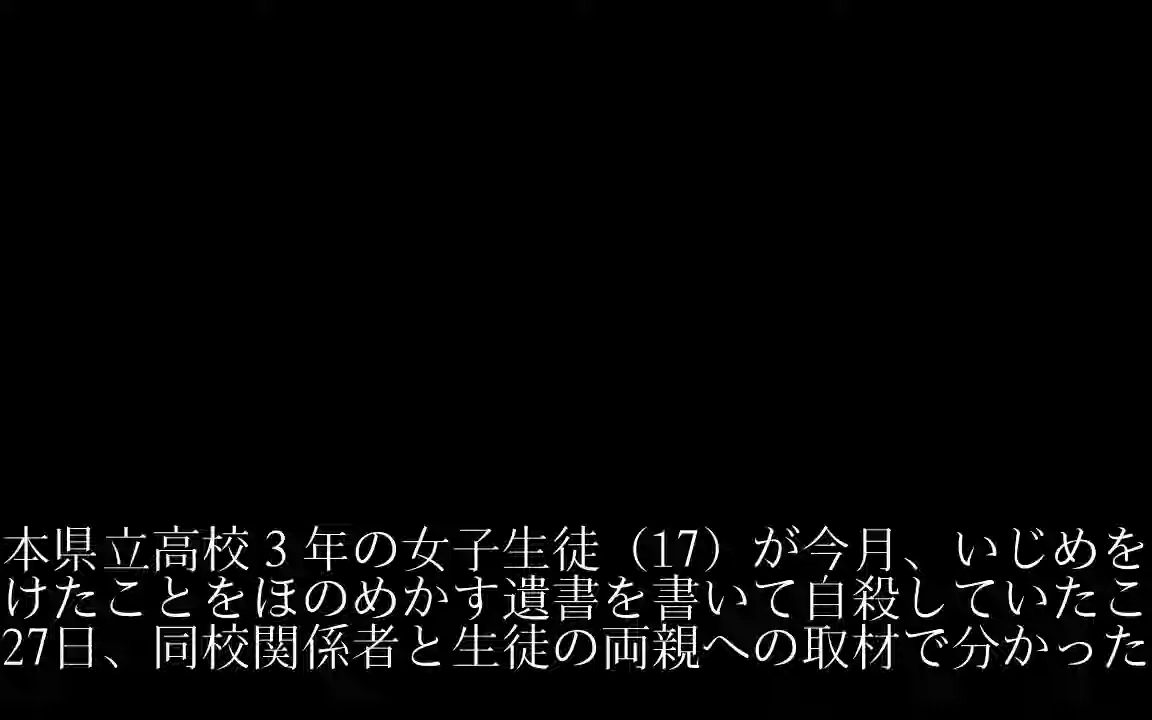 本県立高校３年の女子生徒（17）が今月、いじめを
けたことをほのめかす遺書を書いて自殺していたこ
27日、同校関係者と生徒の両親への取材で分かった